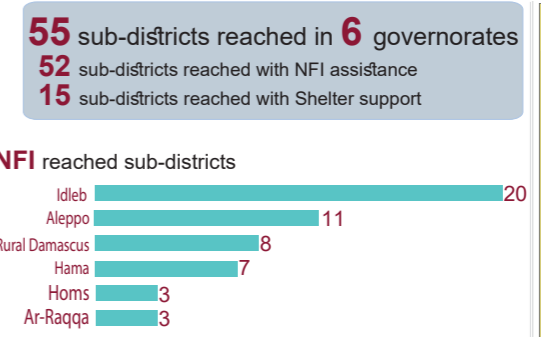 55 sub-districts reached in 6 governorates
52 sub-districts reached with NFI assistance
15 sub-districts reached with Shelter support
NFI reached sub-districts
Idleb 20
Aleppo 11
Rural Damascus 8
Hama 7
Homs 3
Ar-Raqqa 3